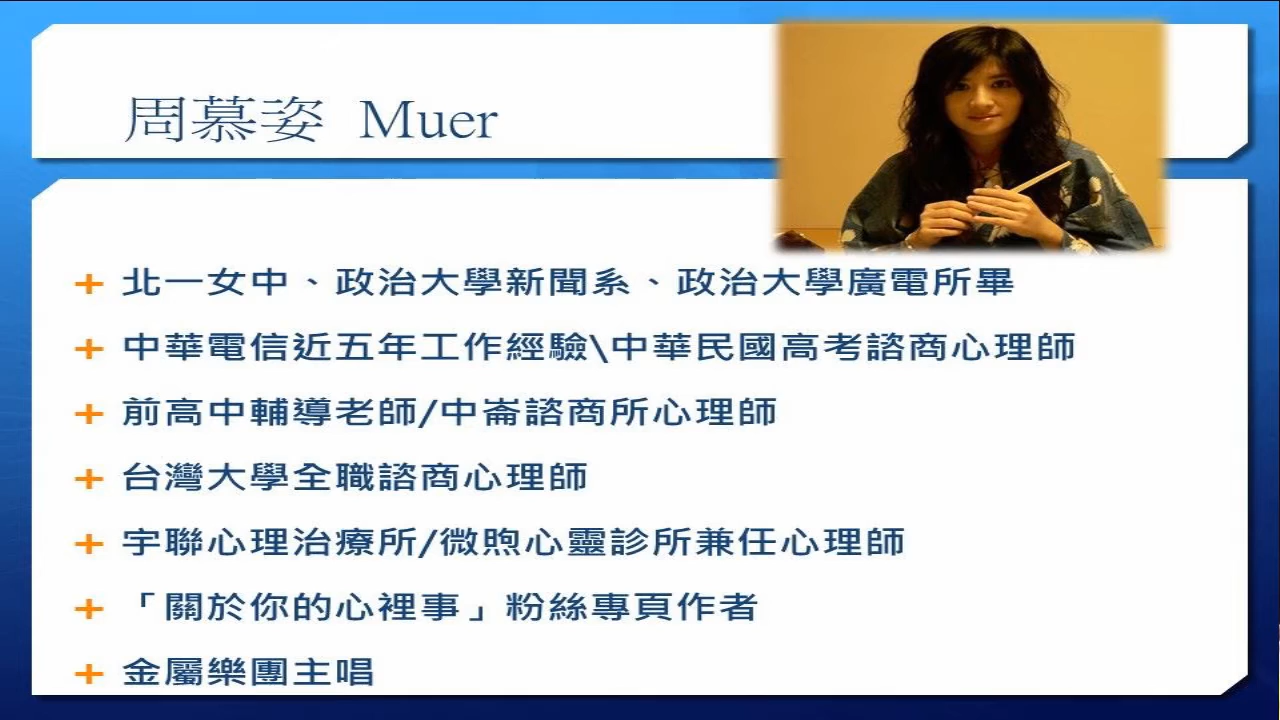 周慕姿 Muer
北一女中、政治大學新聞系、政治大學廣電所畢
中華電信近五年工作經驗\中華民國高考諮商心理師
前高中輔導老師/中崙諮商所心理師
台灣大學全職諮商心理師
宇聯心理治療所/微煦心靈診所兼任心理師
「關於你的心裡事」粉絲專頁作者
金屬樂團主唱